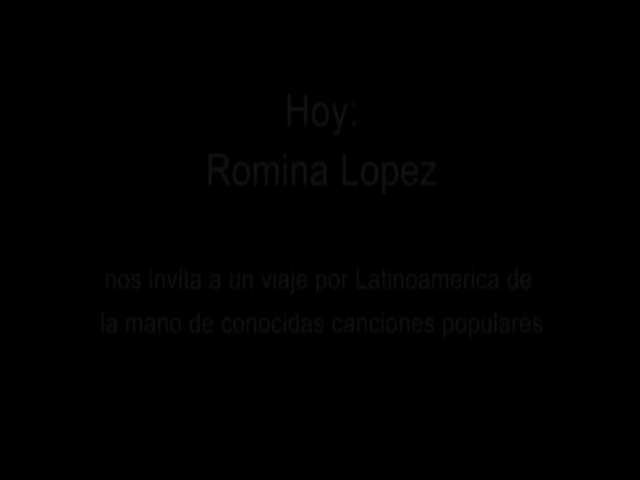 Hoy:
Romina Lopez
nos invita a un viaje por Latinoamerica de
la mano de conocidas canciones populares